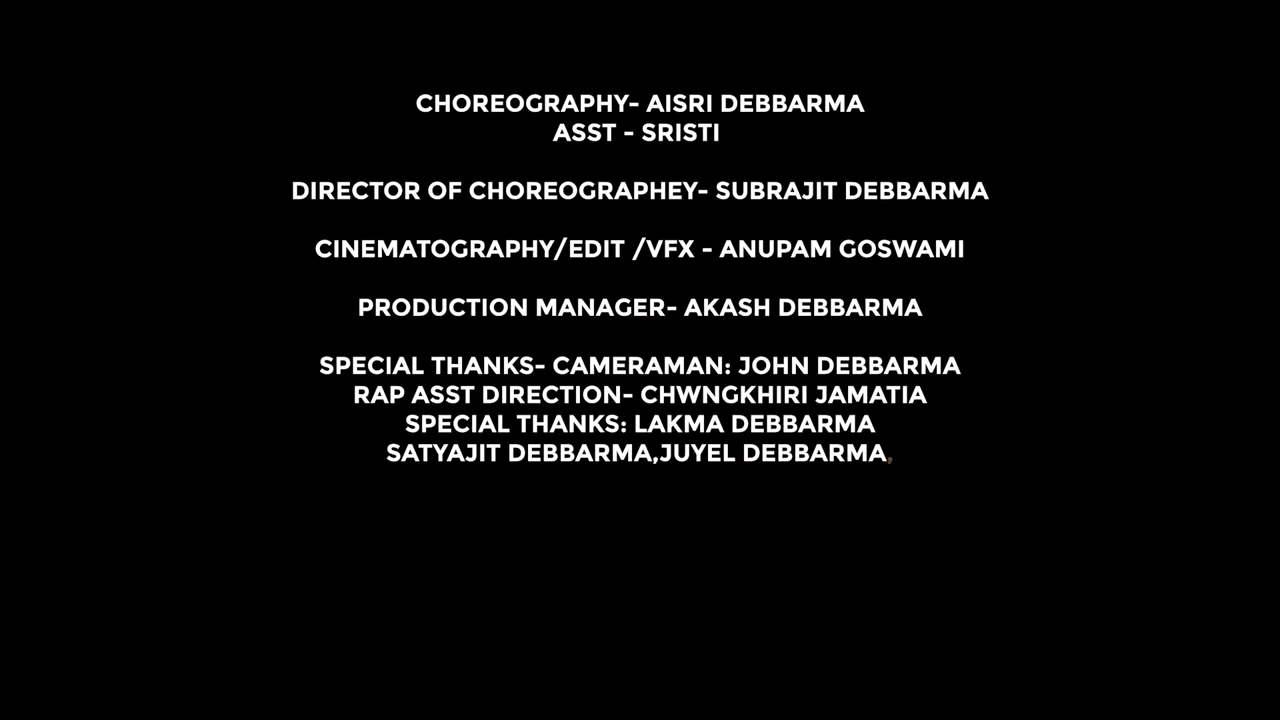 CHOREOGRAPHY- AISRI DEBBARMA
ASST - SRISTI
DIRECTOR OF CHOREOGRAPHEY- SUBRAJIT DEBBARMA
CINEMATOGRAPHY/EDIT /VFX - ANUPAM GOSWAMI
PRODUCTION MANAGER- AKASH DEBBARMA
SPECIAL THANKS- CAMERAMAN: JOHN DEBBARMA
RAP ASST DIRECTION- CHWNGKHIRI JAMATIA
SPECIAL THANKS: LAKMA DEBBARMA
SATYAJIT DEBBARMA,JUYEL DEBBARMA,